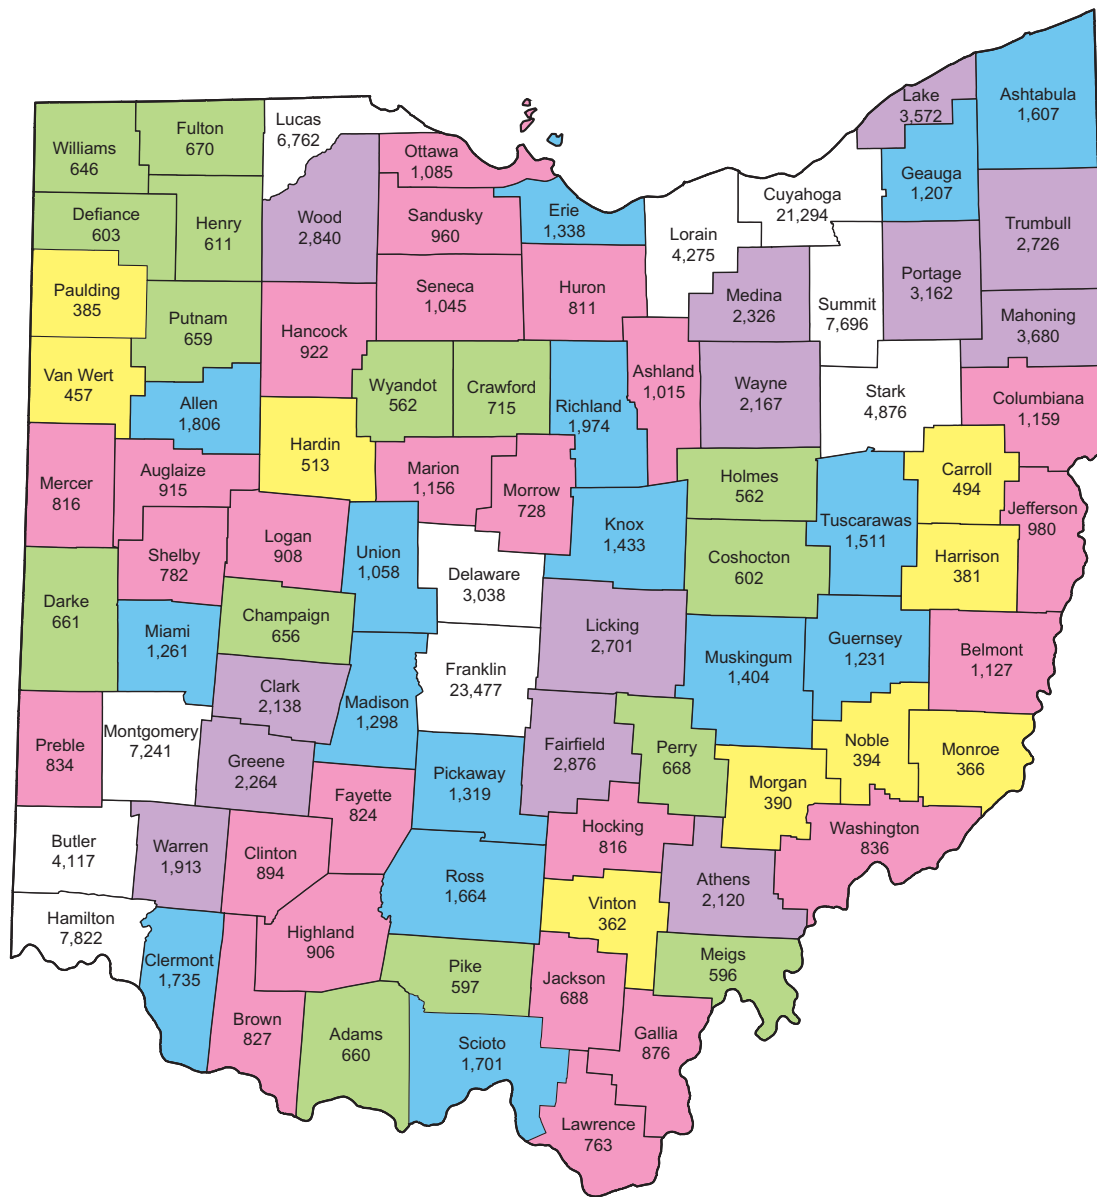 Lake
3,572
Ashtabula
1,607
Lucas
6,762
Fulton
670
Williams
646
Ottawa
1,085
Geauga
1,207
Cuyahoga
21,294
Defiance
603
Henry
611
Wood
2,840
Sandusky
960
Erie
1,338
Lorain
4,275
Trumbull
2,726
Paulding
385
Putnam
659
Hancock
922
Seneca
1,045
Huron
811
Medina
2,326
Summit
7,696
Portage
3,162
Mahoning
3,680
Van Wert
457
Allen
1,806
Wyandot
562
Crawford
715
Richland
1,974
Ashland
1,015
Wayne
2,167
Stark
4,876
Columbiana
1,159
Mercer
816
Auglaize
915
Hardin
513
Marion
1,156
Morrow
728
Holmes
562
Tuscarawas
1,511
Carroll
494
Jefferson
980
Shelby
782
Logan
908
Union
1,058
Delaware
3,038
Knox
1,433
Coshocton
602
Harrison
381
Darke
661
Miami
1,261
Champaign
656
Licking
2,701
Muskingum
1,404
Guernsey
1,231
Belmont
1,127
Clark
2,138
Madison
1,298
Franklin
23,477
Preble
834
Montgomery
7,241
Greene
2,264
Pickaway
1,319
Fairfield
2,876
Perry
668
Morgan
390
Noble
394
Monroe
366
Fayette
824
Butler
4,117
Warren
1,913
Clinton
894
Ross
1,664
Hocking
816
Athens
2,120
Washington
836
Hamilton
7,822
Clermont
1,735
Highland
906
Vinton
362
Pike
597
Jackson
688
Meigs
596
Brown
827
Adams
660
Scioto
1,701
Gallia
876
Lawrence
763